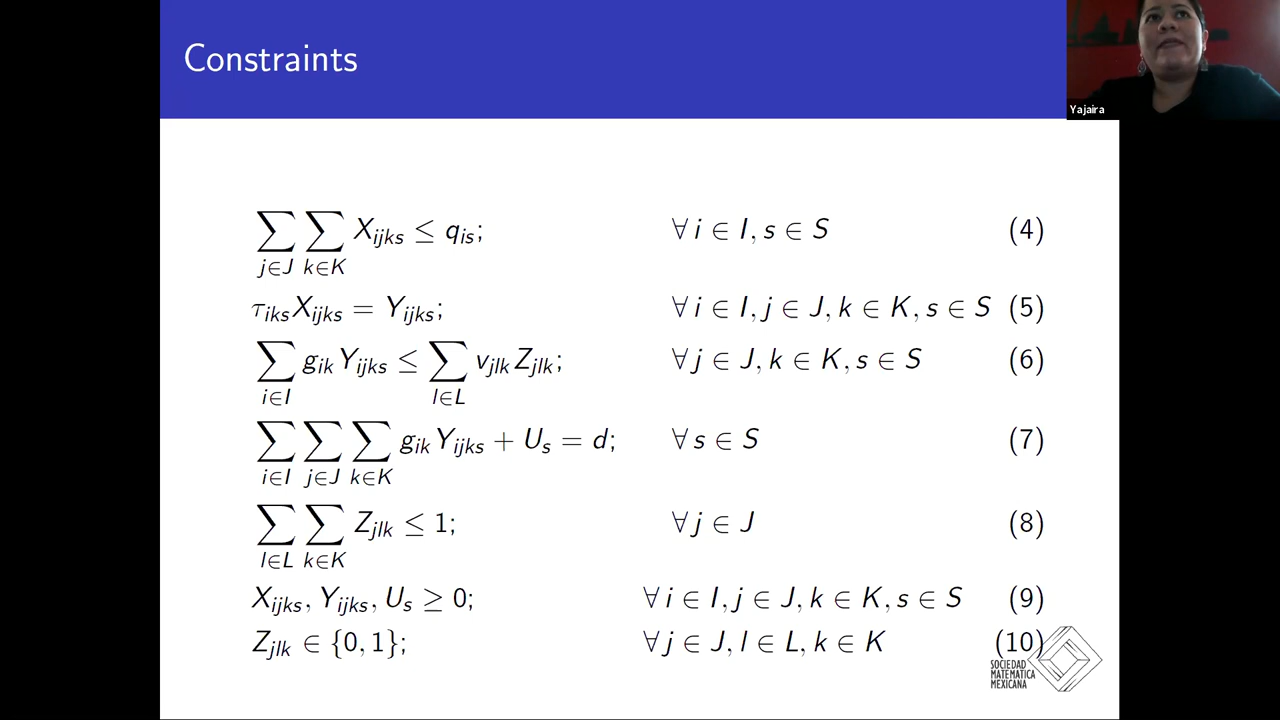 Constraints
Yajaira
∑_{j∈J} ∑_{k∈K} X_{ijks} ≤ q_{is}; ∀ i ∈ I, s ∈ S (4)
τ_{iks} X_{ijks} = Y_{ijks}; ∀ i ∈ I, j ∈ J, k ∈ K, s ∈ S (5)
∑_{i∈I} g_{ik} Y_{ijks} ≤ ∑_{l∈L} v_{jlk} Z_{jlk}; ∀ j ∈ J, k ∈ K, s ∈ S (6)
∑_{i∈I} ∑_{j∈J} ∑_{k∈K} g_{ik} Y_{ijks} + U_s = d; ∀ s ∈ S (7)
∑_{l∈L} ∑_{k∈K} Z_{jlk} ≤ 1; ∀ j ∈ J (8)
X_{ijks}, Y_{ijks}, U_s ≥ 0; ∀ i ∈ I, j ∈ J, k ∈ K, s ∈ S (9)
Z_{jlk} ∈ {0, 1}; ∀ j ∈ J, l ∈ L, k ∈ K (10)
SOCIEDAD
MATEMATICA
MEXICANA